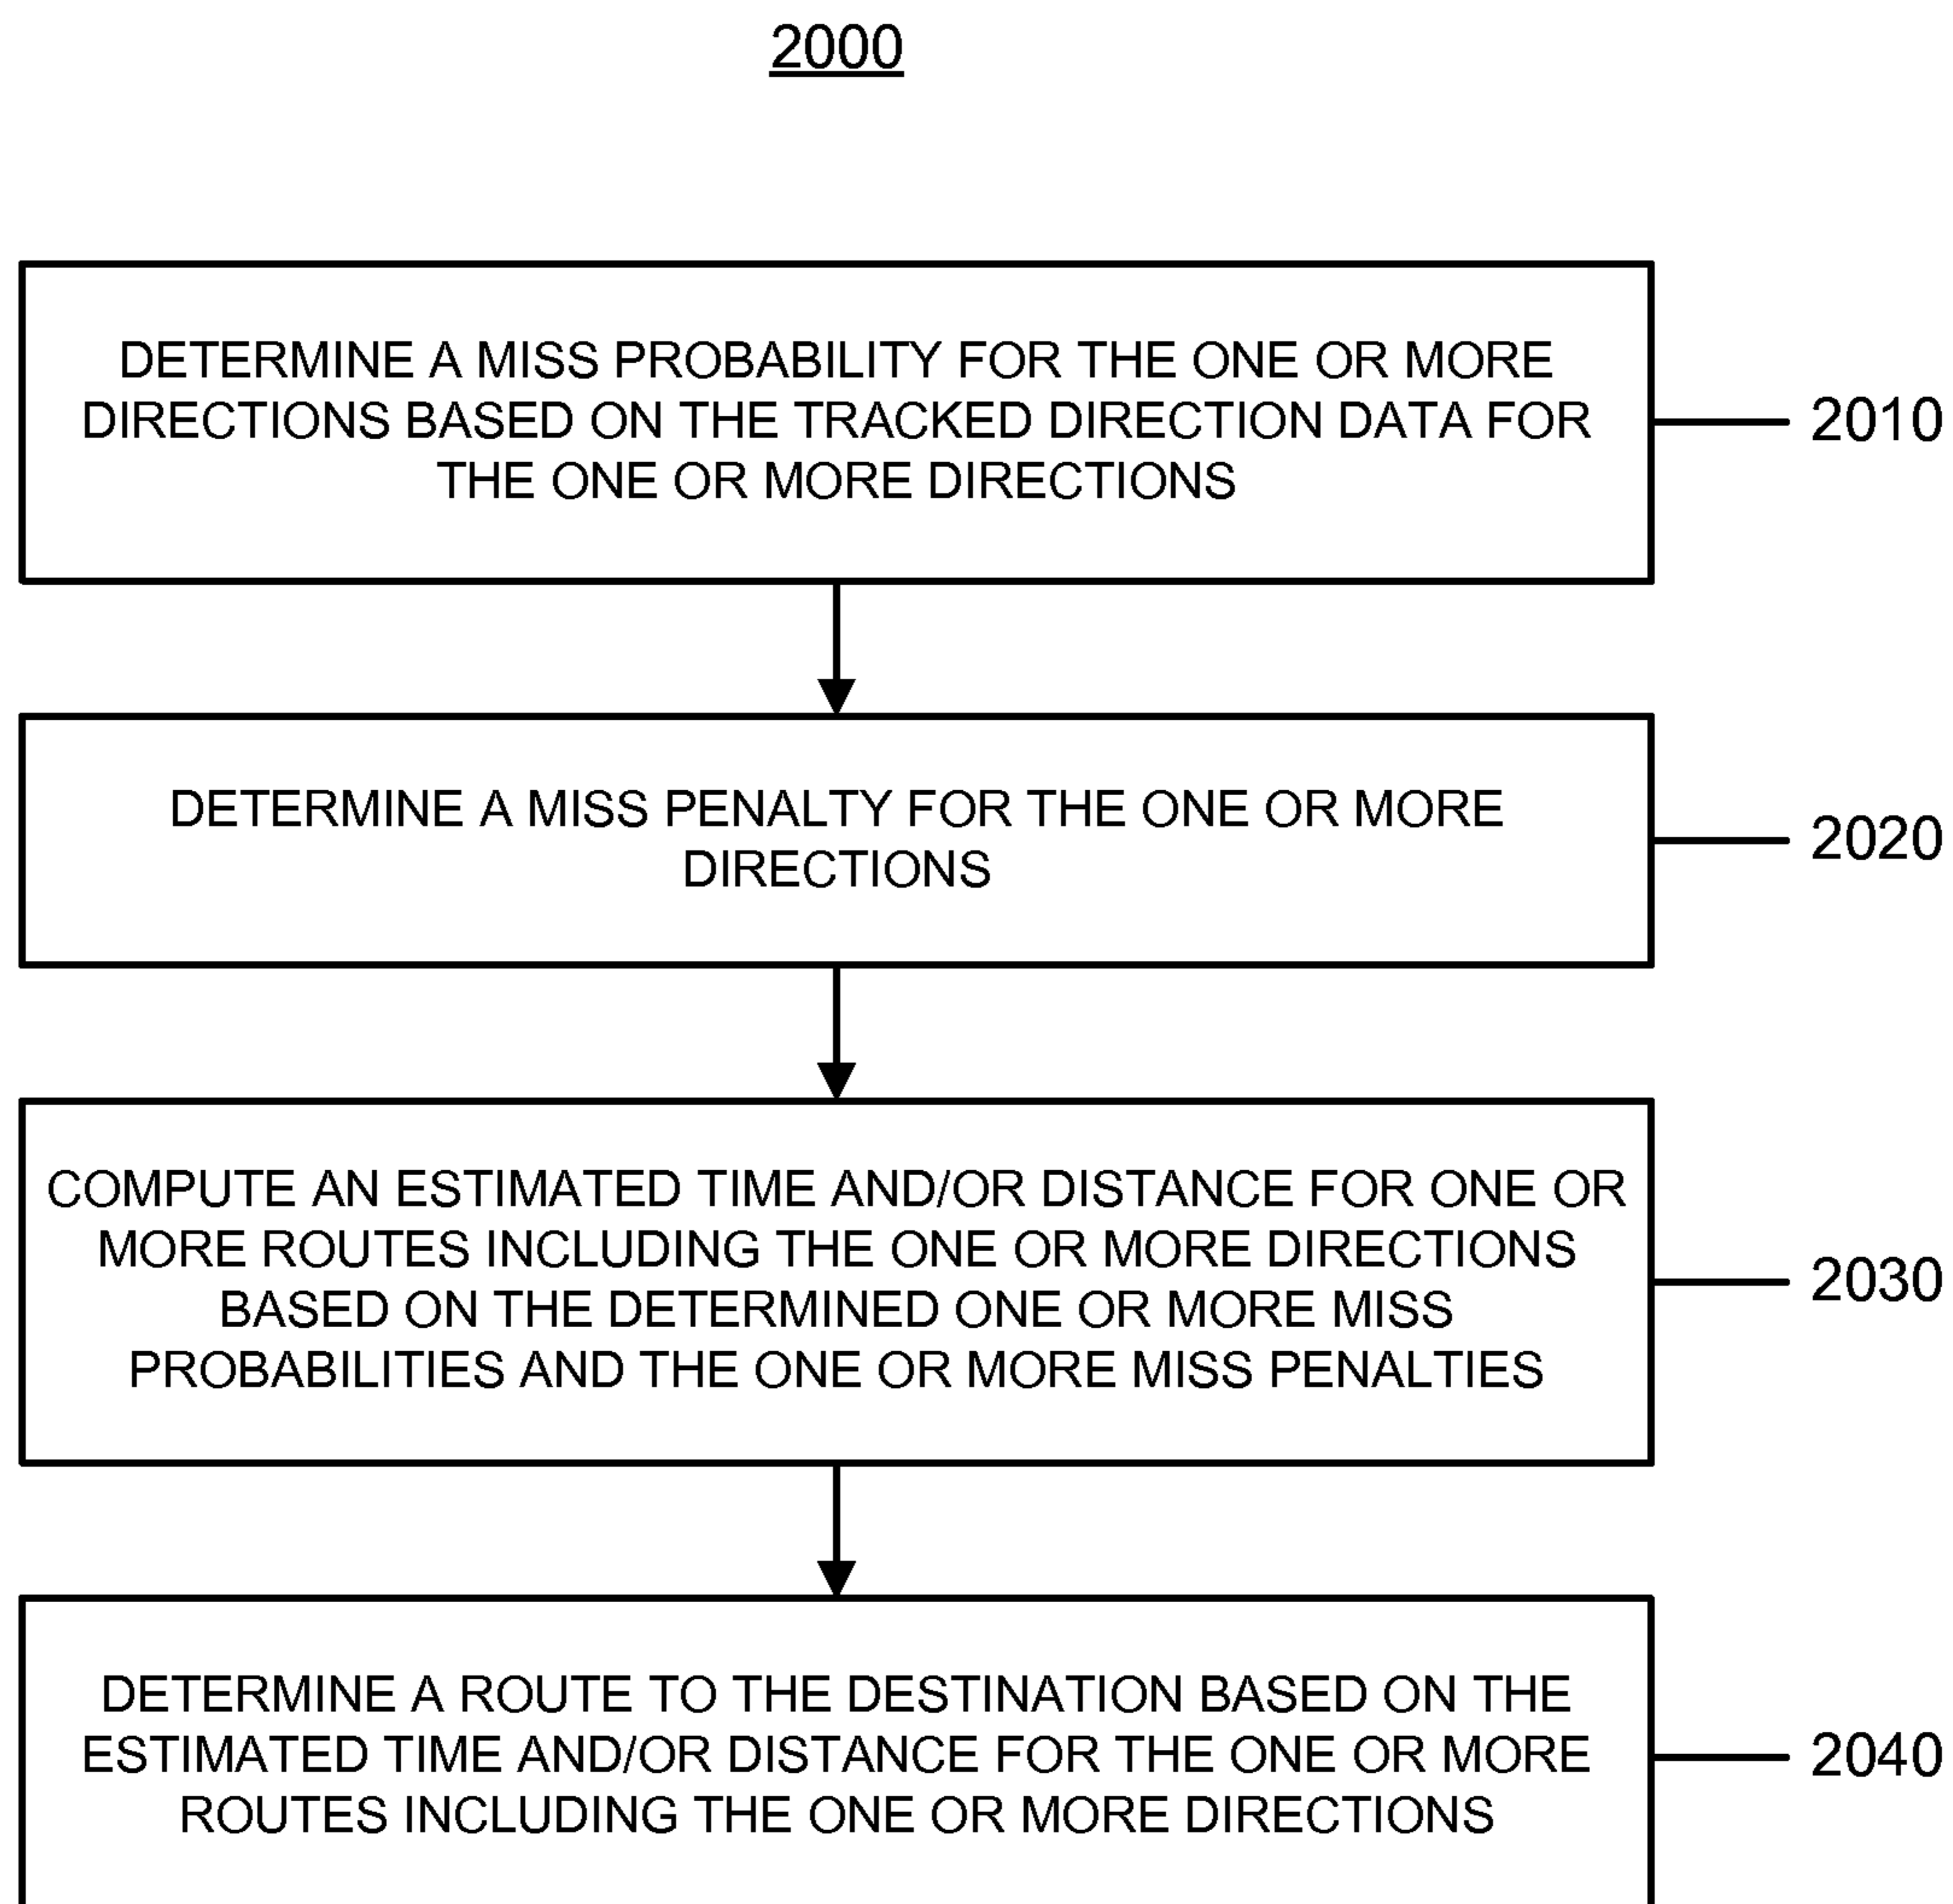 2000
DETERMINE A MISS PROBABILITY FOR THE ONE OR MORE
DIRECTIONS BASED ON THE TRACKED DIRECTION DATA FOR
THE ONE OR MORE DIRECTIONS
2010
DETERMINE A MISS PENALTY FOR THE ONE OR MORE
DIRECTIONS
2020
COMPUTE AN ESTIMATED TIME AND/OR DISTANCE FOR ONE OR
MORE ROUTES INCLUDING THE ONE OR MORE DIRECTIONS
BASED ON THE DETERMINED ONE OR MORE MISS
PROBABILITIES AND THE ONE OR MORE MISS PENALTIES
2030
DETERMINE A ROUTE TO THE DESTINATION BASED ON THE
ESTIMATED TIME AND/OR DISTANCE FOR THE ONE OR MORE
ROUTES INCLUDING THE ONE OR MORE DIRECTIONS
2040